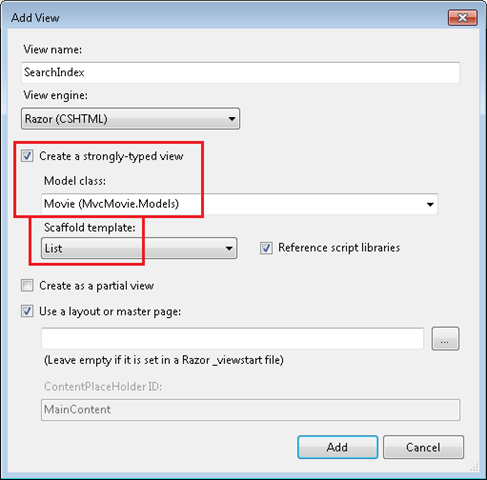 Add View
View name:
SearchIndex
View engine:
Razor (CSHTML)
Create a strongly-typed view
Model class:
Movie (MvcMovie.Models)
Scaffold template:
List
Reference script libraries
Create as a partial view
Use a layout or master page:
...
(Leave empty if it is set in a Razor _viewstart file)
ContentPlaceHolder ID:
MainContent
Add
Cancel